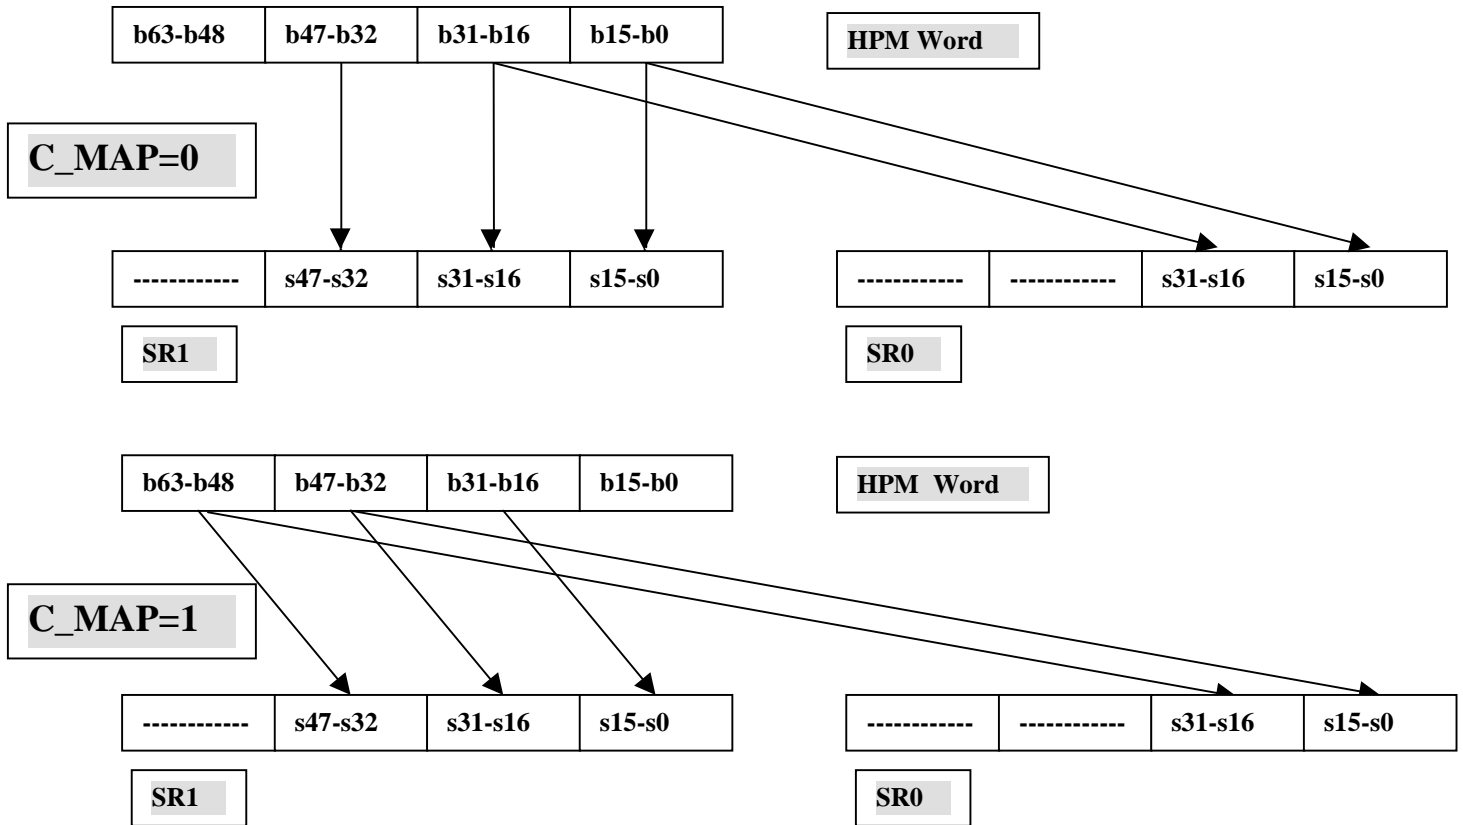 b63-b48 b47-b32 b31-b16 b15-b0 HPM Word
C_MAP=0
------------ s47-s32 s31-s16 s15-s0 ------------ ------------ s31-s16 s15-s0
SR1 SR0
b63-b48 b47-b32 b31-b16 b15-b0 HPM Word
C_MAP=1
------------ s47-s32 s31-s16 s15-s0 ------------ ------------ s31-s16 s15-s0
SR1 SR0